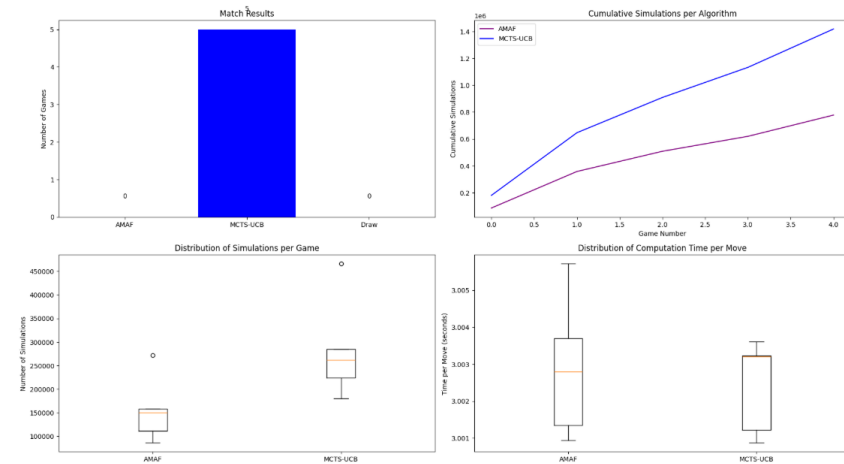 Match Results
5
Number of Games
5
4
3
2
1
0
0
0
AMAF
MCTS-UCB
Draw
Cumulative Simulations per Algorithm
1e6
AMAF
MCTS-UCB
Cumulative Simulations
1.4
1.2
1.0
0.8
0.6
0.4
0.2
0.0
0.5
1.0
1.5
2.0
2.5
3.0
3.5
4.0
Game Number
Distribution of Simulations per Game
Number of Simulations
450000
400000
350000
300000
250000
200000
150000
100000
AMAF
MCTS-UCB
Distribution of Computation Time per Move
Time per Move (seconds)
3.005
3.004
3.003
3.002
3.001
AMAF
MCTS-UCB